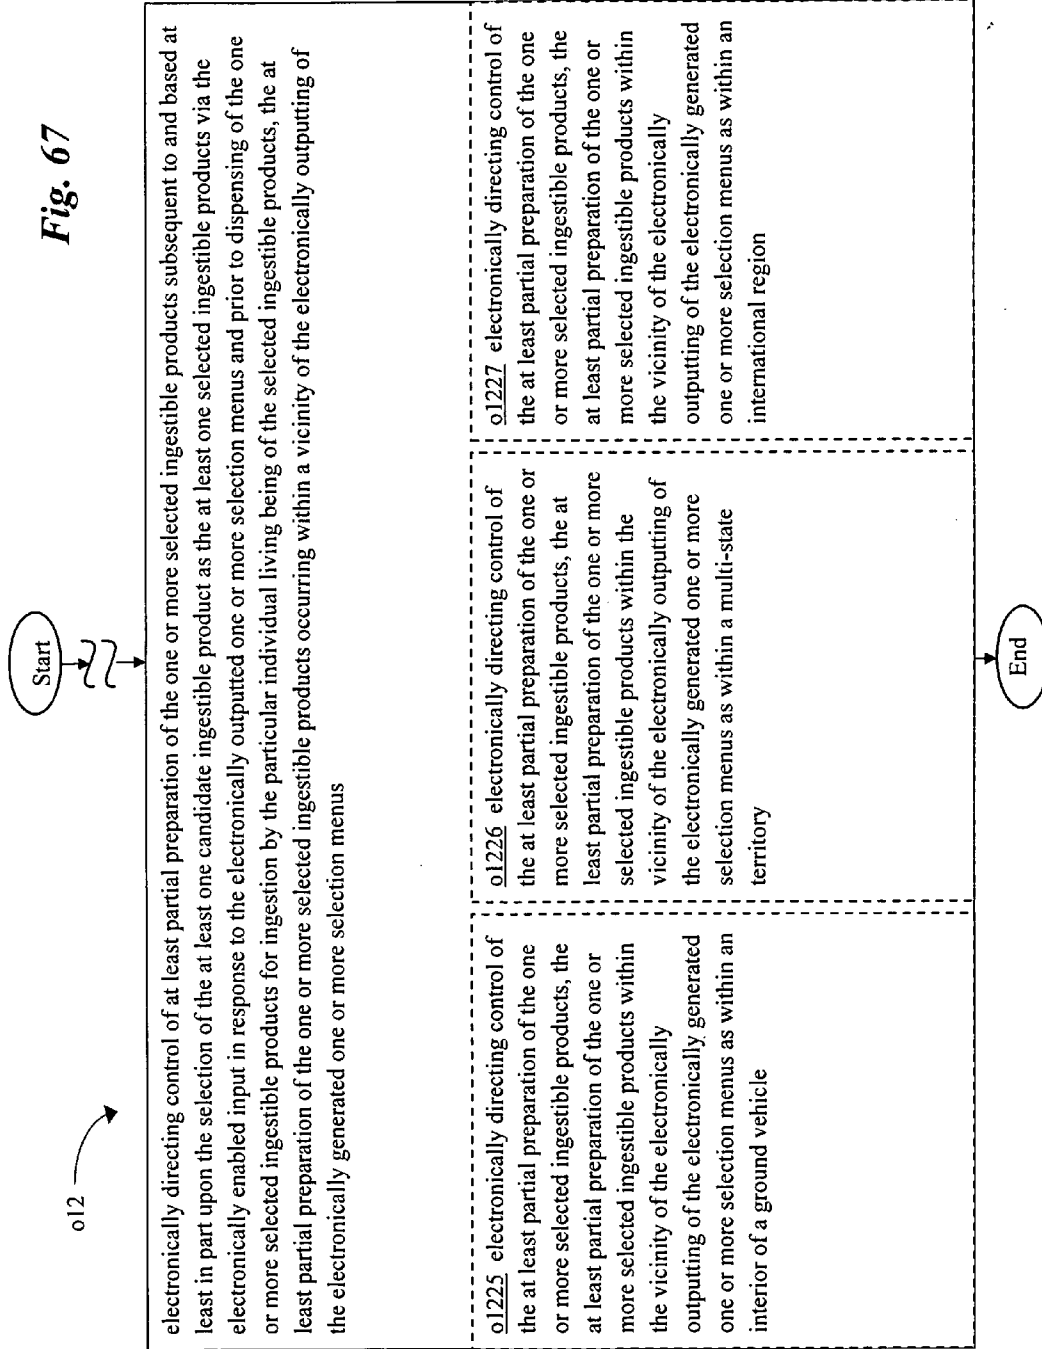 Fig. 67
o12
Start
electronically directing control of at least partial preparation of the one or more selected ingestible products subsequent to and based at
least in part upon the selection of the at least one candidate ingestible product as the at least one selected ingestible products via the
electronically enabled input in response to the electronically outputted one or more selection menus and prior to dispensing of the one
or more selected ingestible products for ingestion by the particular individual living being of the selected ingestible products, the at
least partial preparation of the one or more selected ingestible products occurring within a vicinity of the electronically outputting of
the electronically generated one or more selection menus
o1225 electronically directing control of
the at least partial preparation of the one
or more selected ingestible products, the
at least partial preparation of the one or
more selected ingestible products within
the vicinity of the electronically
outputting of the electronically generated
one or more selection menus as within an
interior of a ground vehicle
o1226 electronically directing control of
the at least partial preparation of the one or
more selected ingestible products, the at
least partial preparation of the one or more
selected ingestible products within the
vicinity of the electronically outputting of
the electronically generated one or more
selection menus as within a multi-state
territory
o1227 electronically directing control of
the at least partial preparation of the one
or more selected ingestible products, the
at least partial preparation of the one or
more selected ingestible products within
the vicinity of the electronically
outputting of the electronically generated
one or more selection menus as within an
international region
End